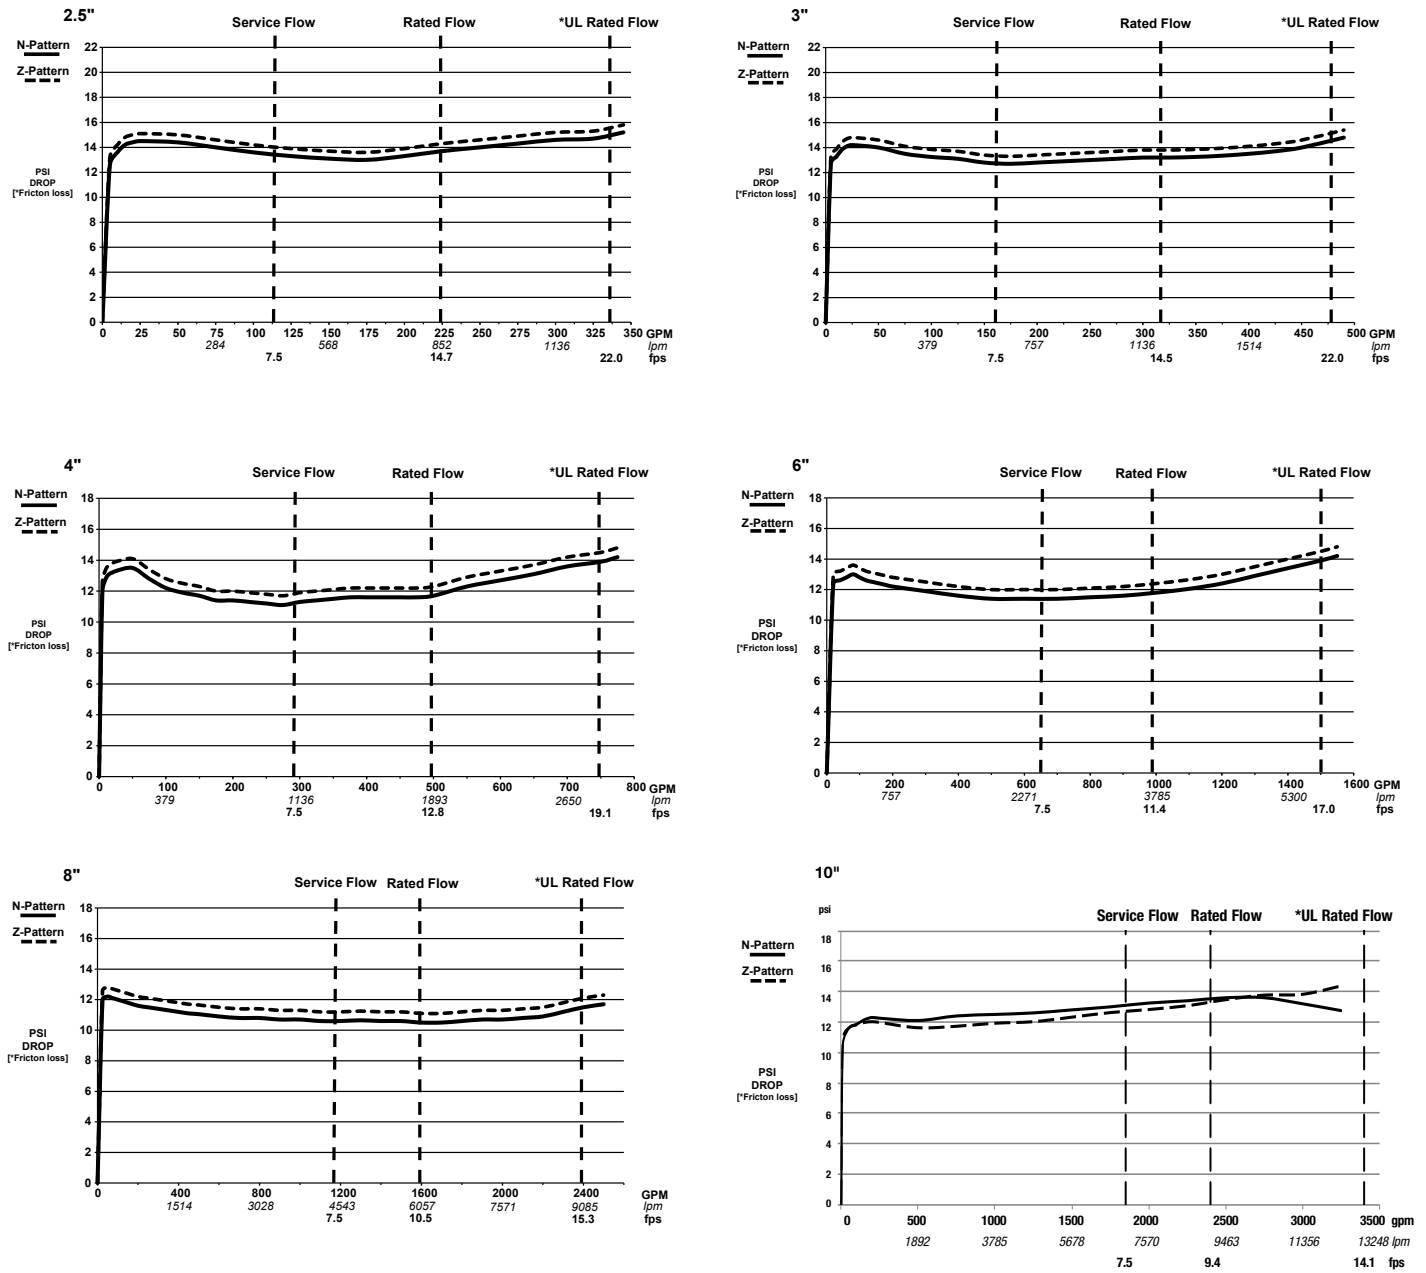 2.5"
Service Flow Rated Flow *UL Rated Flow
N-Pattern
Z-Pattern
PSI
DROP
[*Fricton loss]
22
20
18
16
14
12
10
8
6
4
2
0
0 25 50 75 100 125 150 175 200 225 250 275 300 325 350 GPM
284 568 852 1136 lpm
7.5 14.7 22.0 fps
3"
Service Flow Rated Flow *UL Rated Flow
N-Pattern
Z-Pattern
PSI
DROP
[*Fricton loss]
22
20
18
16
14
12
10
8
6
4
2
0
0 50 100 150 200 250 300 350 400 450 500 GPM
379 757 1136 1514 lpm
7.5 14.5 22.0 fps
4"
Service Flow Rated Flow *UL Rated Flow
N-Pattern
Z-Pattern
PSI
DROP
[*Fricton loss]
18
16
14
12
10
8
6
4
2
0
0 100 200 300 400 500 600 700 800 GPM
379 1136 1893 2650 lpm
7.5 12.8 19.1 fps
6"
Service Flow Rated Flow *UL Rated Flow
N-Pattern
Z-Pattern
PSI
DROP
[*Fricton loss]
18
16
14
12
10
8
6
4
2
0
0 200 400 600 800 1000 1200 1400 1600 GPM
757 2271 3785 5300 lpm
7.5 11.4 17.0 fps
8"
Service Flow Rated Flow *UL Rated Flow
N-Pattern
Z-Pattern
PSI
DROP
[*Fricton loss]
18
16
14
12
10
8
6
4
2
0
0 400 800 1200 1600 2000 2400 GPM
1514 3028 4543 6057 7571 9085 lpm
7.5 10.5 15.3 fps
10"
psi
Service Flow Rated Flow *UL Rated Flow
N-Pattern
Z-Pattern
PSI
DROP
[*Fricton loss]
18
16
14
12
10
8
6
4
2
0
0 500 1000 1500 2000 2500 3000 3500 gpm
1892 3785 5678 7570 9463 11356 13248 lpm
7.5 9.4 14.1 fps